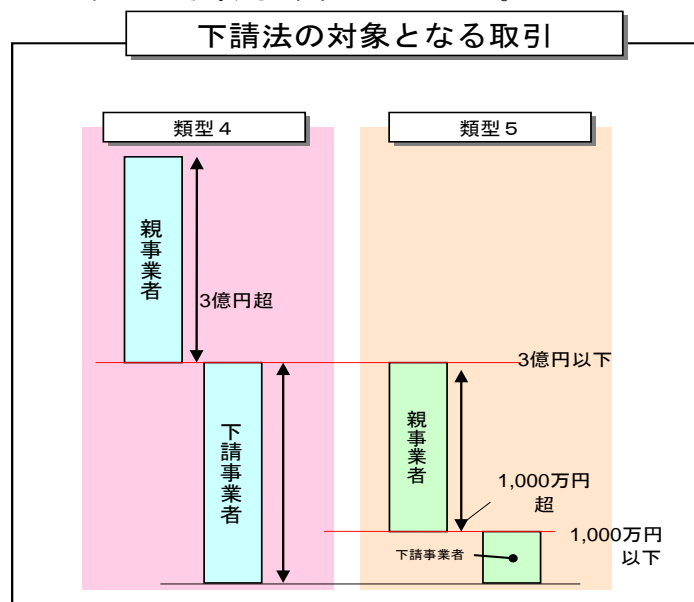 下請法の対象となる取引
類型4
類型5
親事業者
3億円超
3億円以下
下請事業者
親事業者
1,000万円
超
1,000万円
以下
下請事業者